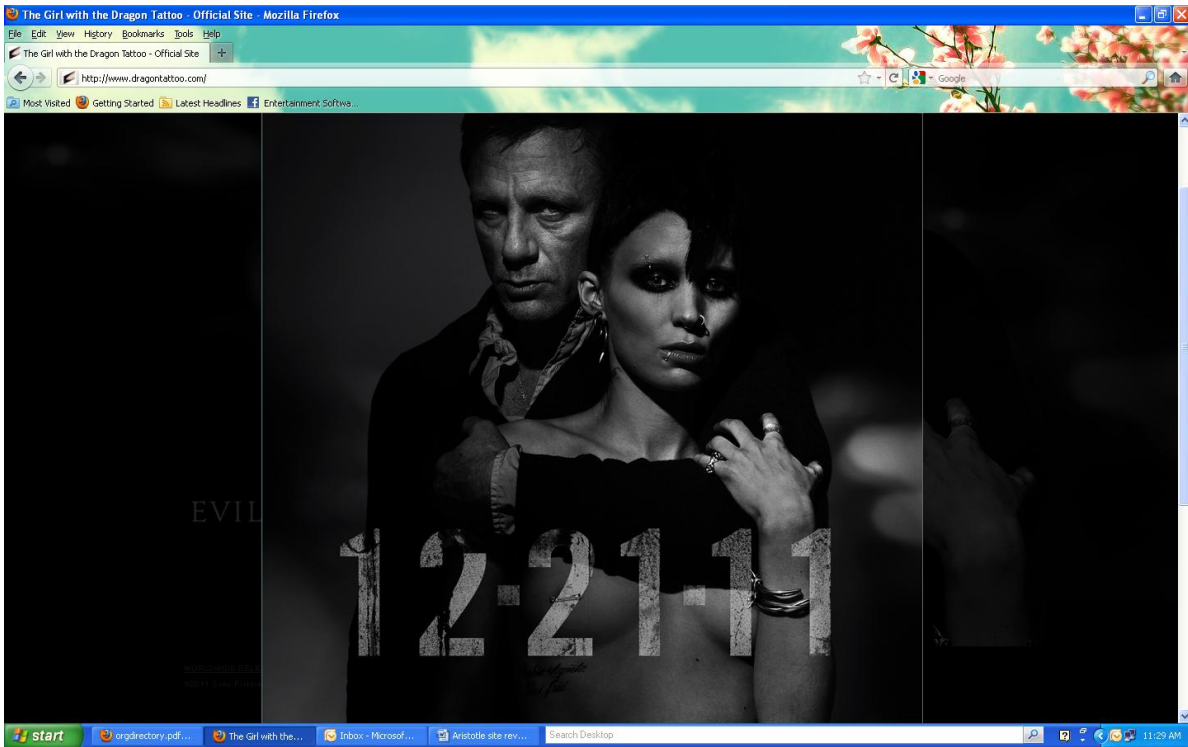 The Girl with the Dragon Tattoo - Official Site - Mozilla Firefox
File Edit View History Bookmarks Tools Help
The Girl with the Dragon Tattoo - Official Site
http://www.dragontattoo.com/
Google
Most Visited Getting Started Latest Headlines Entertainment Softwa...
EVIL
12-21-11
start
orgdirectory.pdf...
The Girl with the...
Inbox - Microsof...
Aristotle site rev...
Search Desktop
11:29 AM